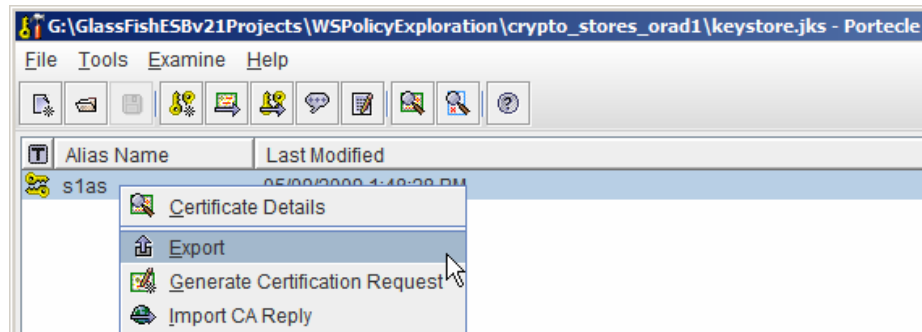 G:\GlassFishESBv21Projects\WSPolicyExploration\crypto_stores_orad1\keystore.jks - Portecle
File Tools Examine Help
T Alias Name Last Modified
s1as
Certificate Details
Export
Generate Certification Request
Import CA Reply